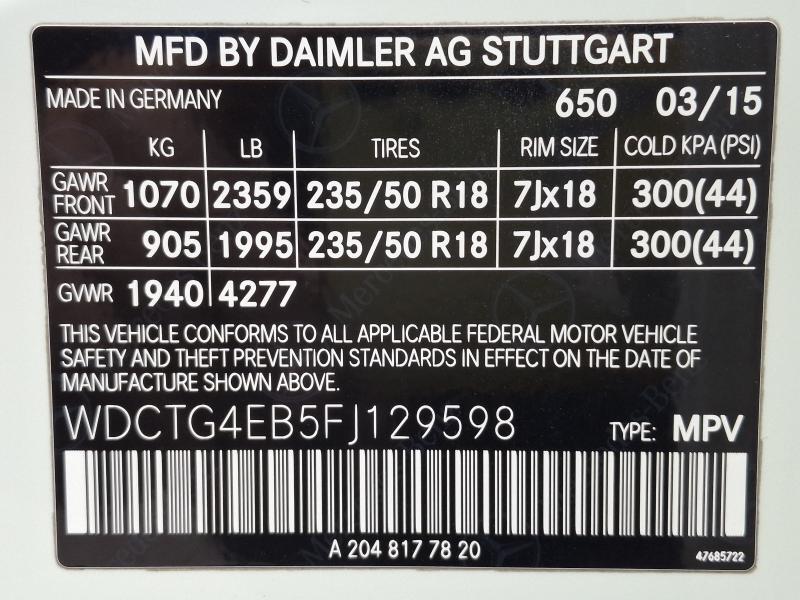 MFD BY DAIMLER AG STUTTGART
MADE IN GERMANY 650 03/15
KG LB TIRES RIM SIZE COLD KPA (PSI)
GAWR FRONT 1070 2359 235/50 R18 7Jx18 300(44)
GAWR REAR 905 1995 235/50 R18 7Jx18 300(44)
GVWR 1940 4277
THIS VEHICLE CONFORMS TO ALL APPLICABLE FEDERAL MOTOR VEHICLE
SAFETY AND THEFT PREVENTION STANDARDS IN EFFECT ON THE DATE OF
MANUFACTURE SHOWN ABOVE.
WDCTG4EB5FJ129598 TYPE: MPV
A 204 817 78 20
47685722